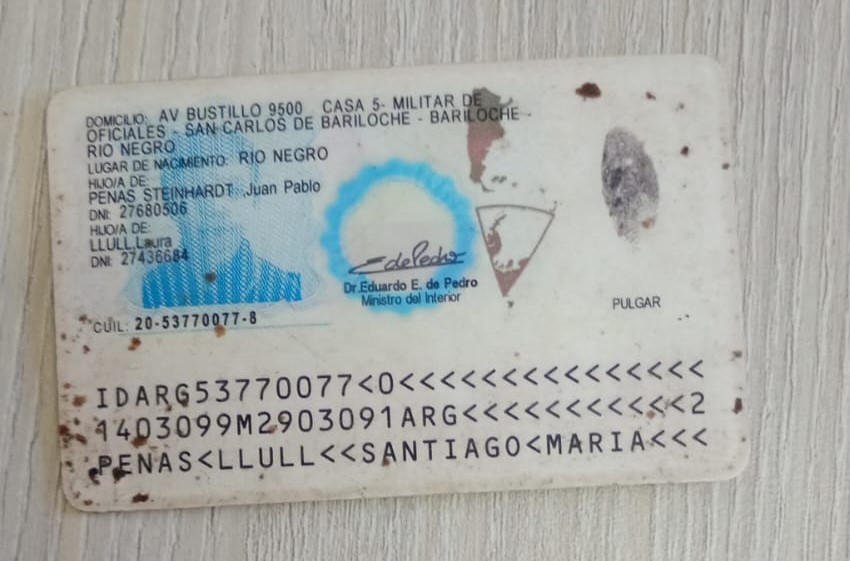 DOMICILIO: AV BUSTILLO 9500 CASA 5- MILITAR DE
OFICIALES - SAN CARLOS DE BARILOCHE - BARILOCHE -
RIO NEGRO
LUGAR DE NACIMIENTO: RIO NEGRO
HIJO/A DE:
PENAS STEINHARDT ,Juan Pablo
DNI: 27680506
HIJO/A DE:
LLULL,Laura
DNI: 27436684
EdePedro
Dr.Eduardo E. de Pedro
Ministro del Interior
PULGAR
CUIL: 20-53770077-8
IDARG53770077<0<<<<<<<<<<<<<<<
1403099M2903091ARG<<<<<<<<<<<2
PENAS<LLULL<<SANTIAGO<MARIA<<<